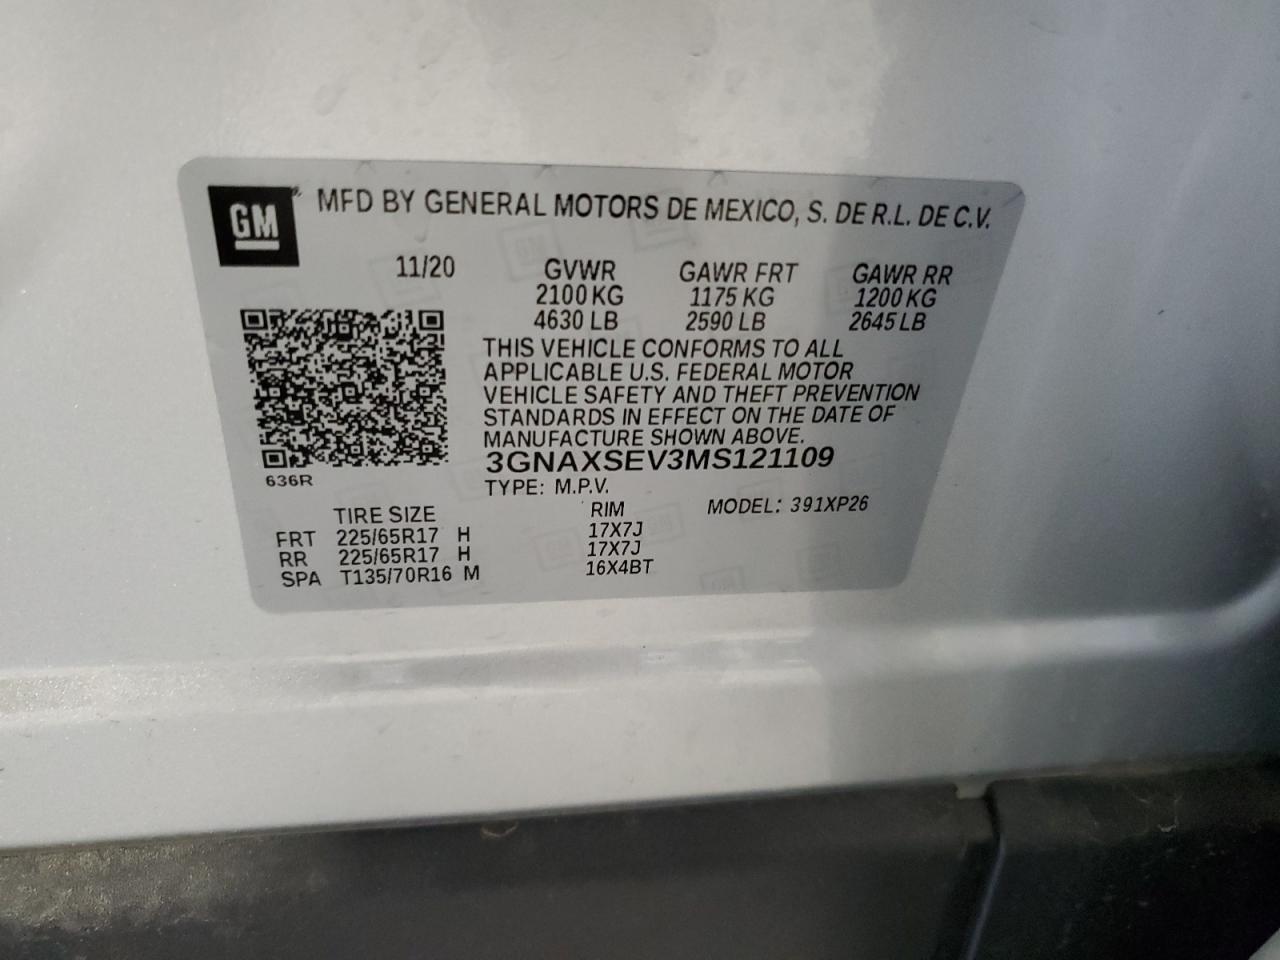 GM
MFD BY GENERAL MOTORS DE MEXICO, S. DE R.L. DE C.V.
11/20 GVWR GAWR FRT GAWR RR
2100 KG 1175 KG 1200 KG
4630 LB 2590 LB 2645 LB
THIS VEHICLE CONFORMS TO ALL
APPLICABLE U.S. FEDERAL MOTOR
VEHICLE SAFETY AND THEFT PREVENTION
STANDARDS IN EFFECT ON THE DATE OF
MANUFACTURE SHOWN ABOVE.
3GNAXSEV3MS121109
636R
TYPE: M.P.V.
TIRE SIZE RIM MODEL: 391XP26
FRT 225/65R17 H 17X7J
RR 225/65R17 H 17X7J
SPA T135/70R16 M 16X4BT